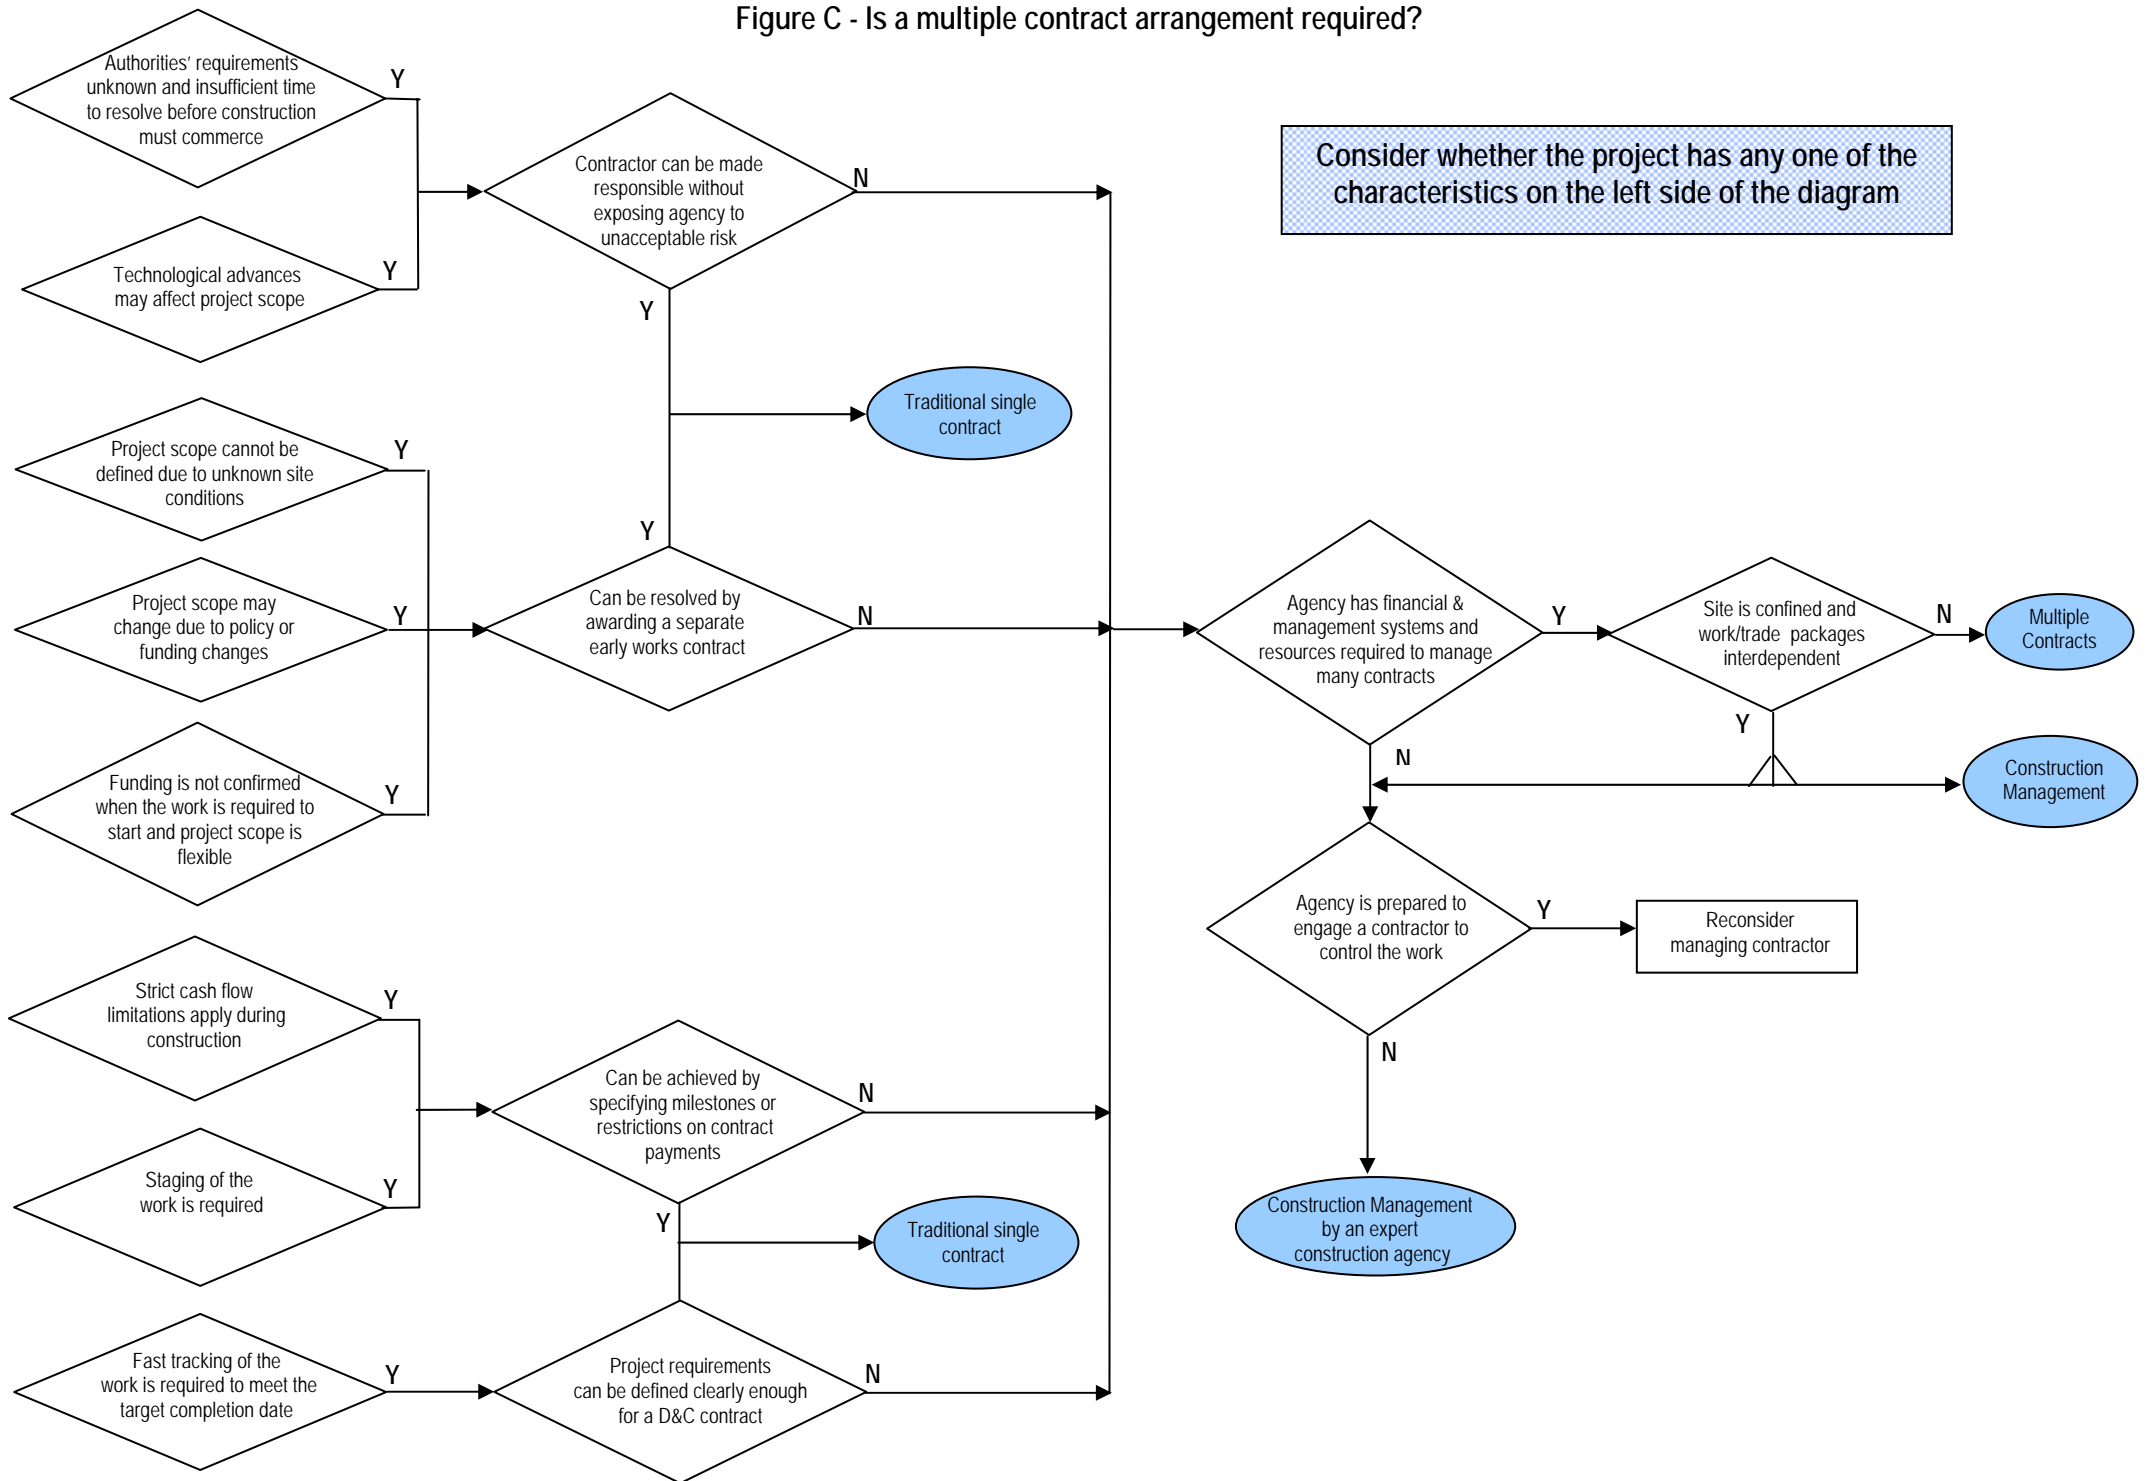 Figure C - Is a multiple contract arrangement required?
Authorities' requirements
unknown and insufficient time
to resolve before construction
must commerce
Y
Technological advances
may affect project scope
Y
Contractor can be made
responsible without
exposing agency to
unacceptable risk
N
Y
Consider whether the project has any one of the
characteristics on the left side of the diagram
Traditional single
contract
Project scope cannot be
defined due to unknown site
conditions
Y
Project scope may
change due to policy or
funding changes
Y
Funding is not confirmed
when the work is required to
start and project scope is
flexible
Y
Y
Can be resolved by
awarding a separate
early works contract
N
Agency has financial &
management systems and
resources required to manage
many contracts
Y
N
Site is confined and
work/trade packages
interdependent
N
Y
Multiple
Contracts
Construction
Management
Agency is prepared to
engage a contractor to
control the work
Y
N
Reconsider
managing contractor
Construction Management
by an expert
construction agency
Strict cash flow
limitations apply during
construction
Y
Staging of the
work is required
Y
Can be achieved by
specifying milestones or
restrictions on contract
payments
N
Y
Traditional single
contract
Fast tracking of the
work is required to meet the
target completion date
Y
Project requirements
can be defined clearly enough
for a D&C contract
N